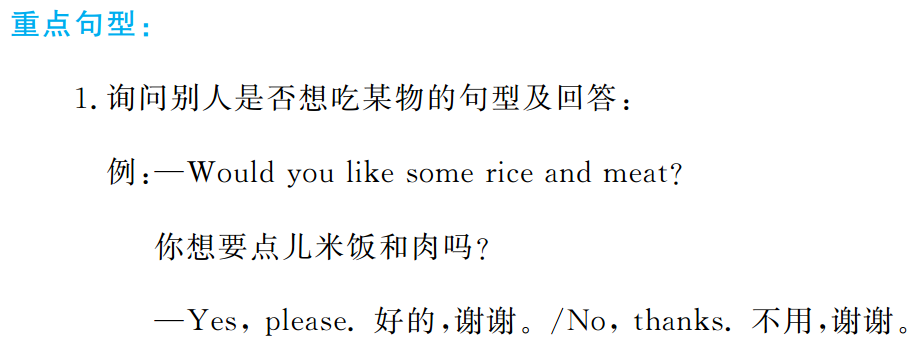 重点句型：
1. 询问别人是否想吃某物的句型及回答：
例：—Would you like some rice and meat?
你想要点儿米饭和肉吗？
—Yes, please. 好的，谢谢。/No, thanks. 不用，谢谢。